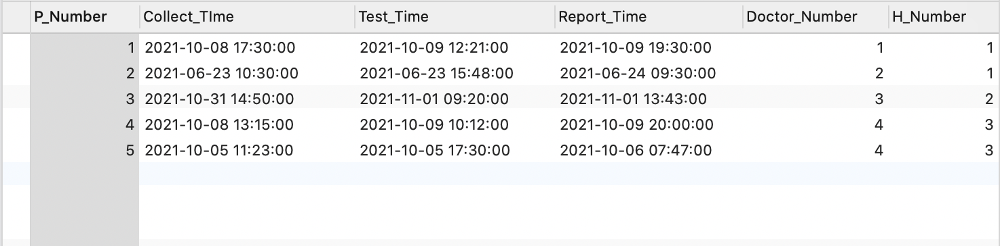 P_Number Collect_TIme Test_Time Report_Time Doctor_Number H_Number
1 2021-10-08 17:30:00 2021-10-09 12:21:00 2021-10-09 19:30:00 1 1
2 2021-06-23 10:30:00 2021-06-23 15:48:00 2021-06-24 09:30:00 2 1
3 2021-10-31 14:50:00 2021-11-01 09:20:00 2021-11-01 13:43:00 3 2
4 2021-10-08 13:15:00 2021-10-09 10:12:00 2021-10-09 20:00:00 4 3
5 2021-10-05 11:23:00 2021-10-05 17:30:00 2021-10-06 07:47:00 4 3